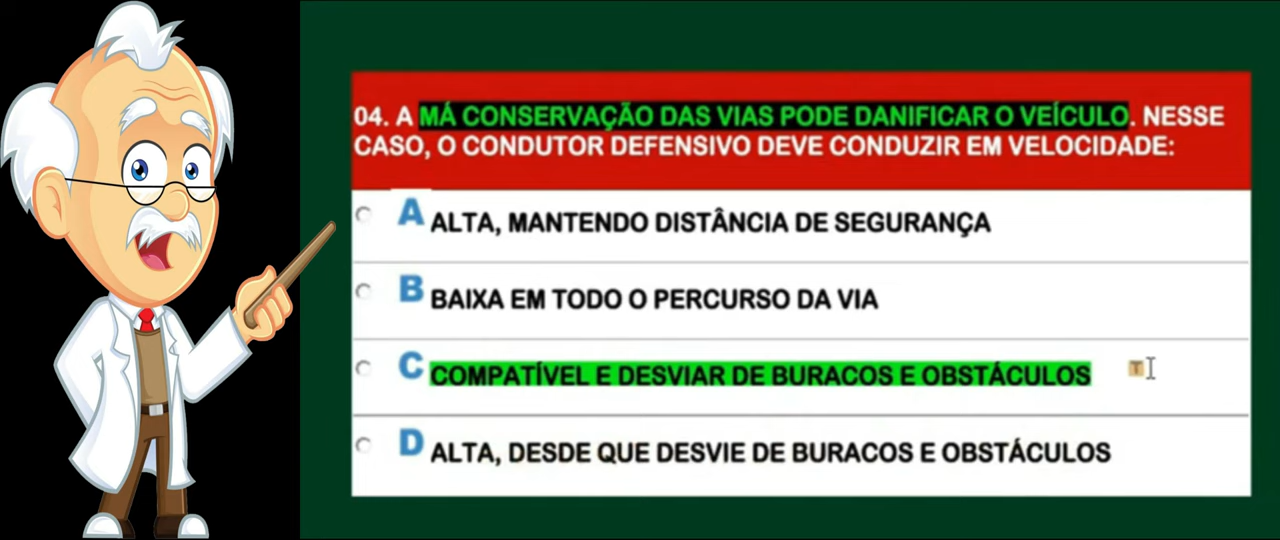 04. A MÁ CONSERVAÇÃO DAS VIAS PODE DANIFICAR O VEÍCULO. NESSE
CASO, O CONDUTOR DEFENSIVO DEVE CONDUZIR EM VELOCIDADE:
A ALTA, MANTENDO DISTÂNCIA DE SEGURANÇA
B BAIXA EM TODO O PERCURSO DA VIA
C COMPATÍVEL E DESVIAR DE BURACOS E OBSTÁCULOS
D ALTA, DESDE QUE DESVIE DE BURACOS E OBSTÁCULOS